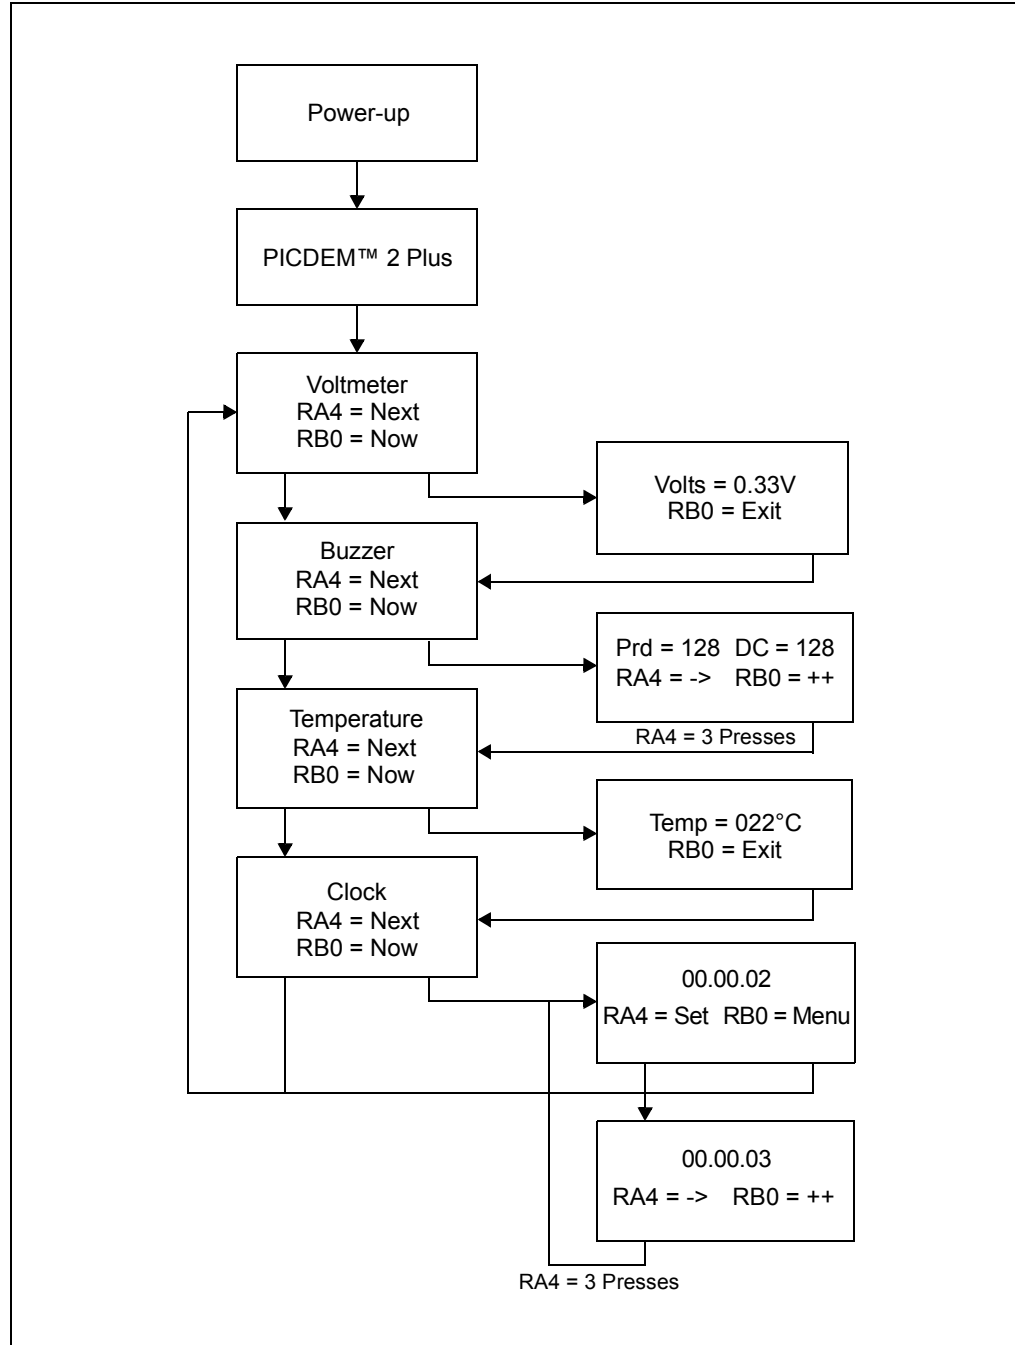 Power-up
PICDEM™ 2 Plus
Voltmeter
RA4 = Next
RB0 = Now
Volts = 0.33V
RB0 = Exit
Buzzer
RA4 = Next
RB0 = Now
Prd = 128 DC = 128
RA4 = -> RB0 = ++
RA4 = 3 Presses
Temperature
RA4 = Next
RB0 = Now
Temp = 022°C
RB0 = Exit
Clock
RA4 = Next
RB0 = Now
00.00.02
RA4 = Set RB0 = Menu
00.00.03
RA4 = -> RB0 = ++
RA4 = 3 Presses